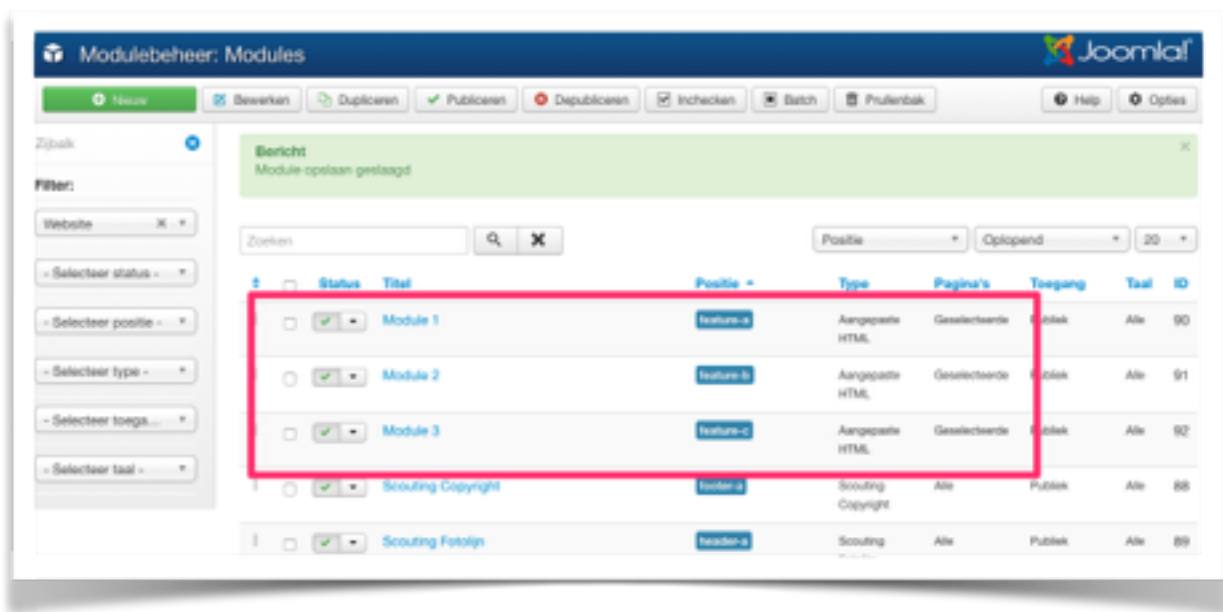 Modulebeheer: Modules
Joomla!
Nieuw Bewerken Dupliceren Publiceren Depubliceren Inchecken Batch Prullenbak Help Opties
Zijbalk
Bericht
Module opslaan geslaagd
Filter:
Website
Zoeken Positie Oplopend 20
- Selecteer status -
Status Titel Positie Type Pagina's Toegang Taal ID
- Selecteer positie -
Module 1 feature-a Aangepaste HTML Geselecteerde Publiek Alle 90
- Selecteer type -
Module 2 feature-b Aangepaste HTML Geselecteerde Publiek Alle 91
- Selecteer toega...
Module 3 feature-c Aangepaste HTML Geselecteerde Publiek Alle 92
- Selecteer taal -
Scouting Copyright footer-a Scouting Copyright Alle Publiek Alle 88
Scouting Fotolijn header-a Scouting Alle Publiek Alle 89